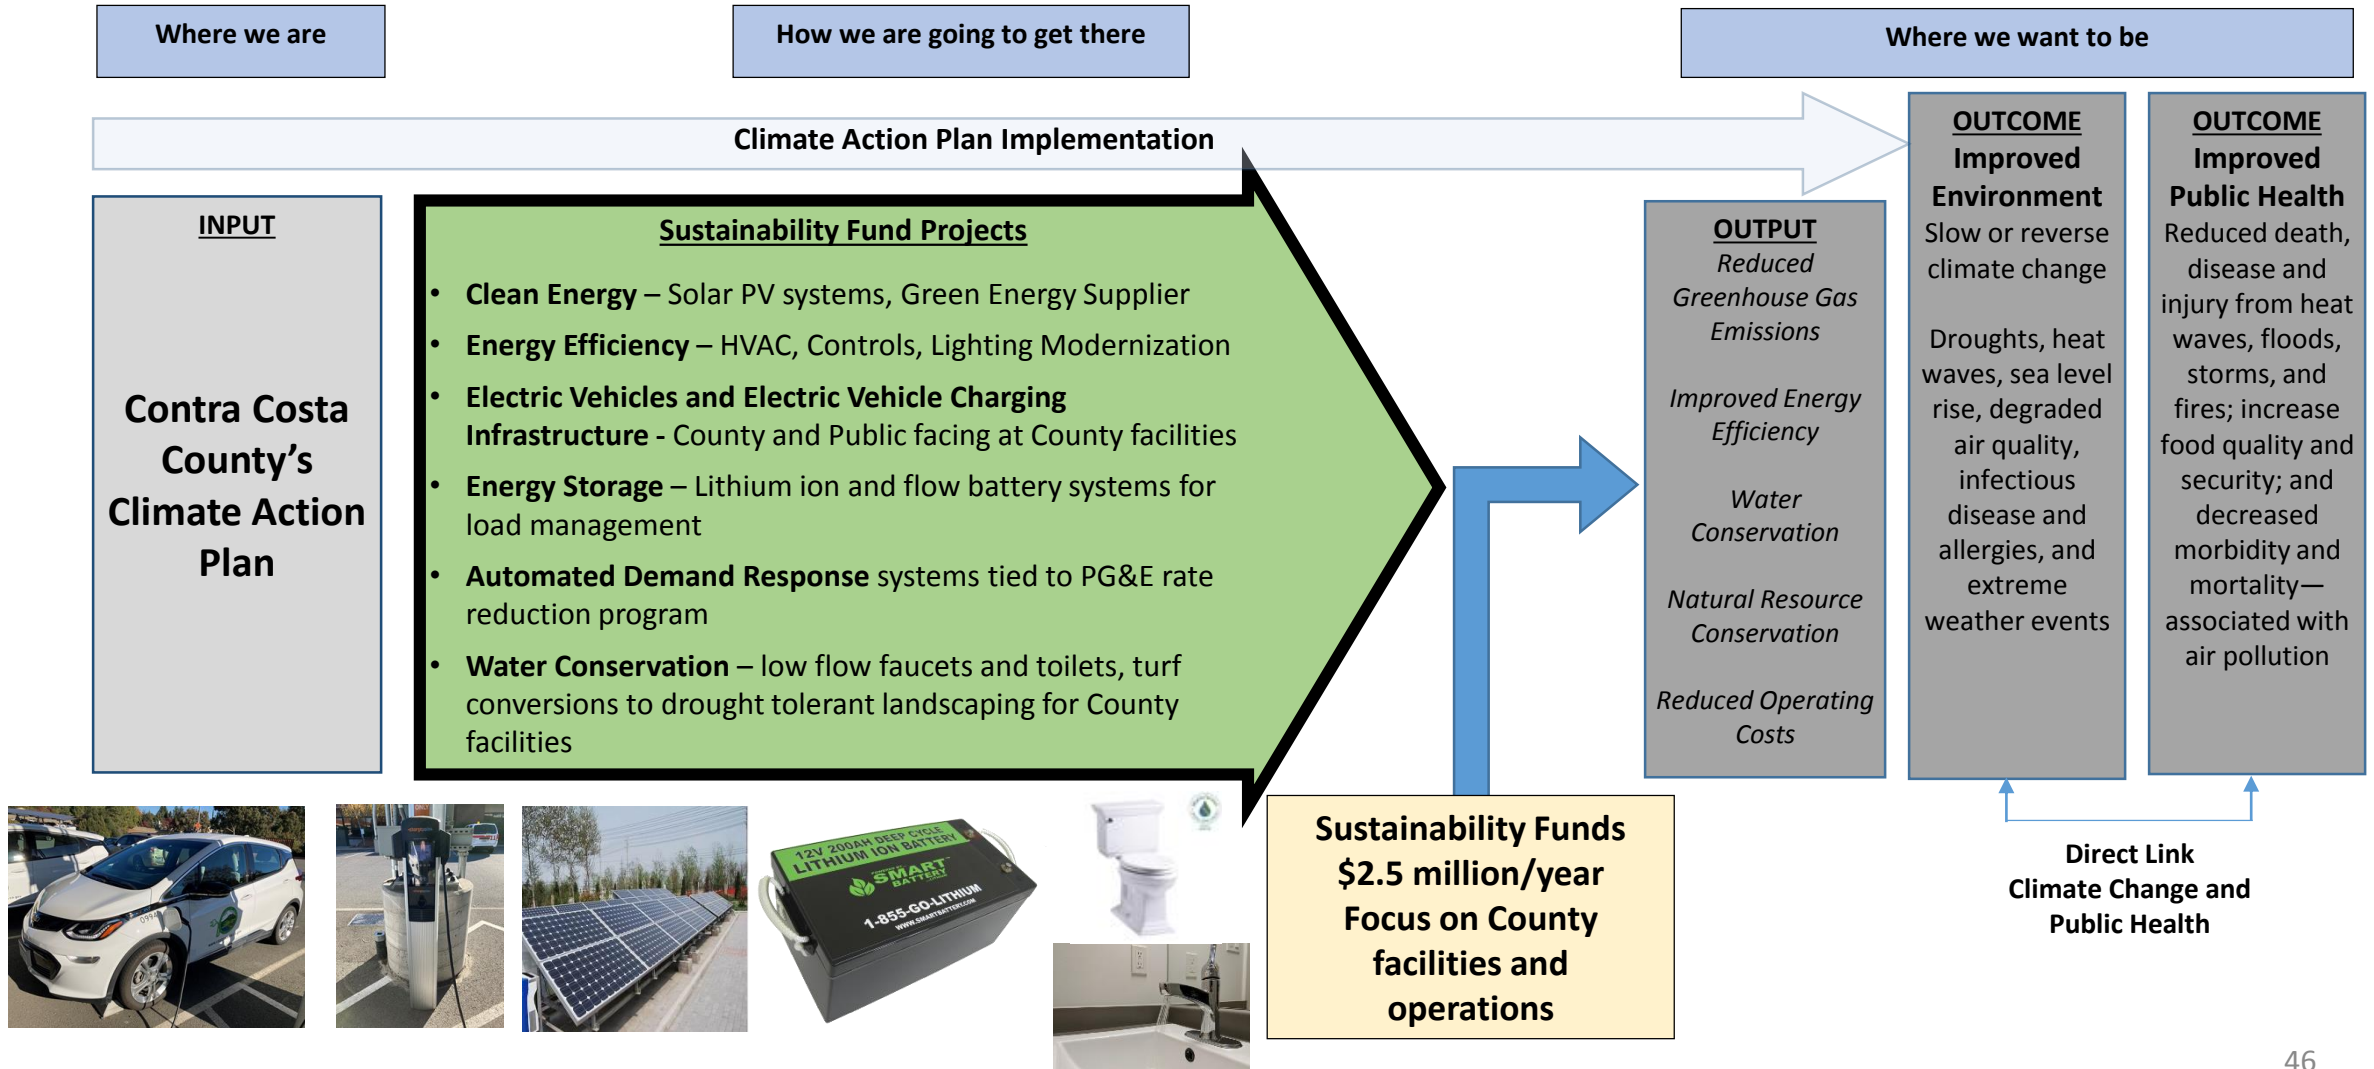 Where we are
How we are going to get there
Where we want to be
Climate Action Plan Implementation
INPUT
Contra Costa
County’s
Climate Action
Plan
Sustainability Fund Projects
• Clean Energy – Solar PV systems, Green Energy Supplier
• Energy Efficiency – HVAC, Controls, Lighting Modernization
• Electric Vehicles and Electric Vehicle Charging
Infrastructure - County and Public facing at County facilities
• Energy Storage – Lithium ion and flow battery systems for
load management
• Automated Demand Response systems tied to PG&E rate
reduction program
• Water Conservation – low flow faucets and toilets, turf
conversions to drought tolerant landscaping for County
facilities
OUTPUT
Reduced
Greenhouse Gas
Emissions
Improved Energy
Efficiency
Water
Conservation
Natural Resource
Conservation
Reduced Operating
Costs
OUTCOME
Improved
Environment
Slow or reverse
climate change
Droughts, heat
waves, sea level
rise, degraded
air quality,
infectious
disease and
allergies, and
extreme
weather events
OUTCOME
Improved
Public Health
Reduced death,
disease and
injury from heat
waves, floods,
storms, and
fires; increase
food quality and
security; and
decreased
morbidity and
mortality—
associated with
air pollution
12V 200AH DEEP CYCLE
LITHIUM ION BATTERY
SMART
BATTERY
1-855-GO-LITHIUM
WWW.SMARTBATTERY.COM
Sustainability Funds
$2.5 million/year
Focus on County
facilities and
operations
Direct Link
Climate Change and
Public Health
46